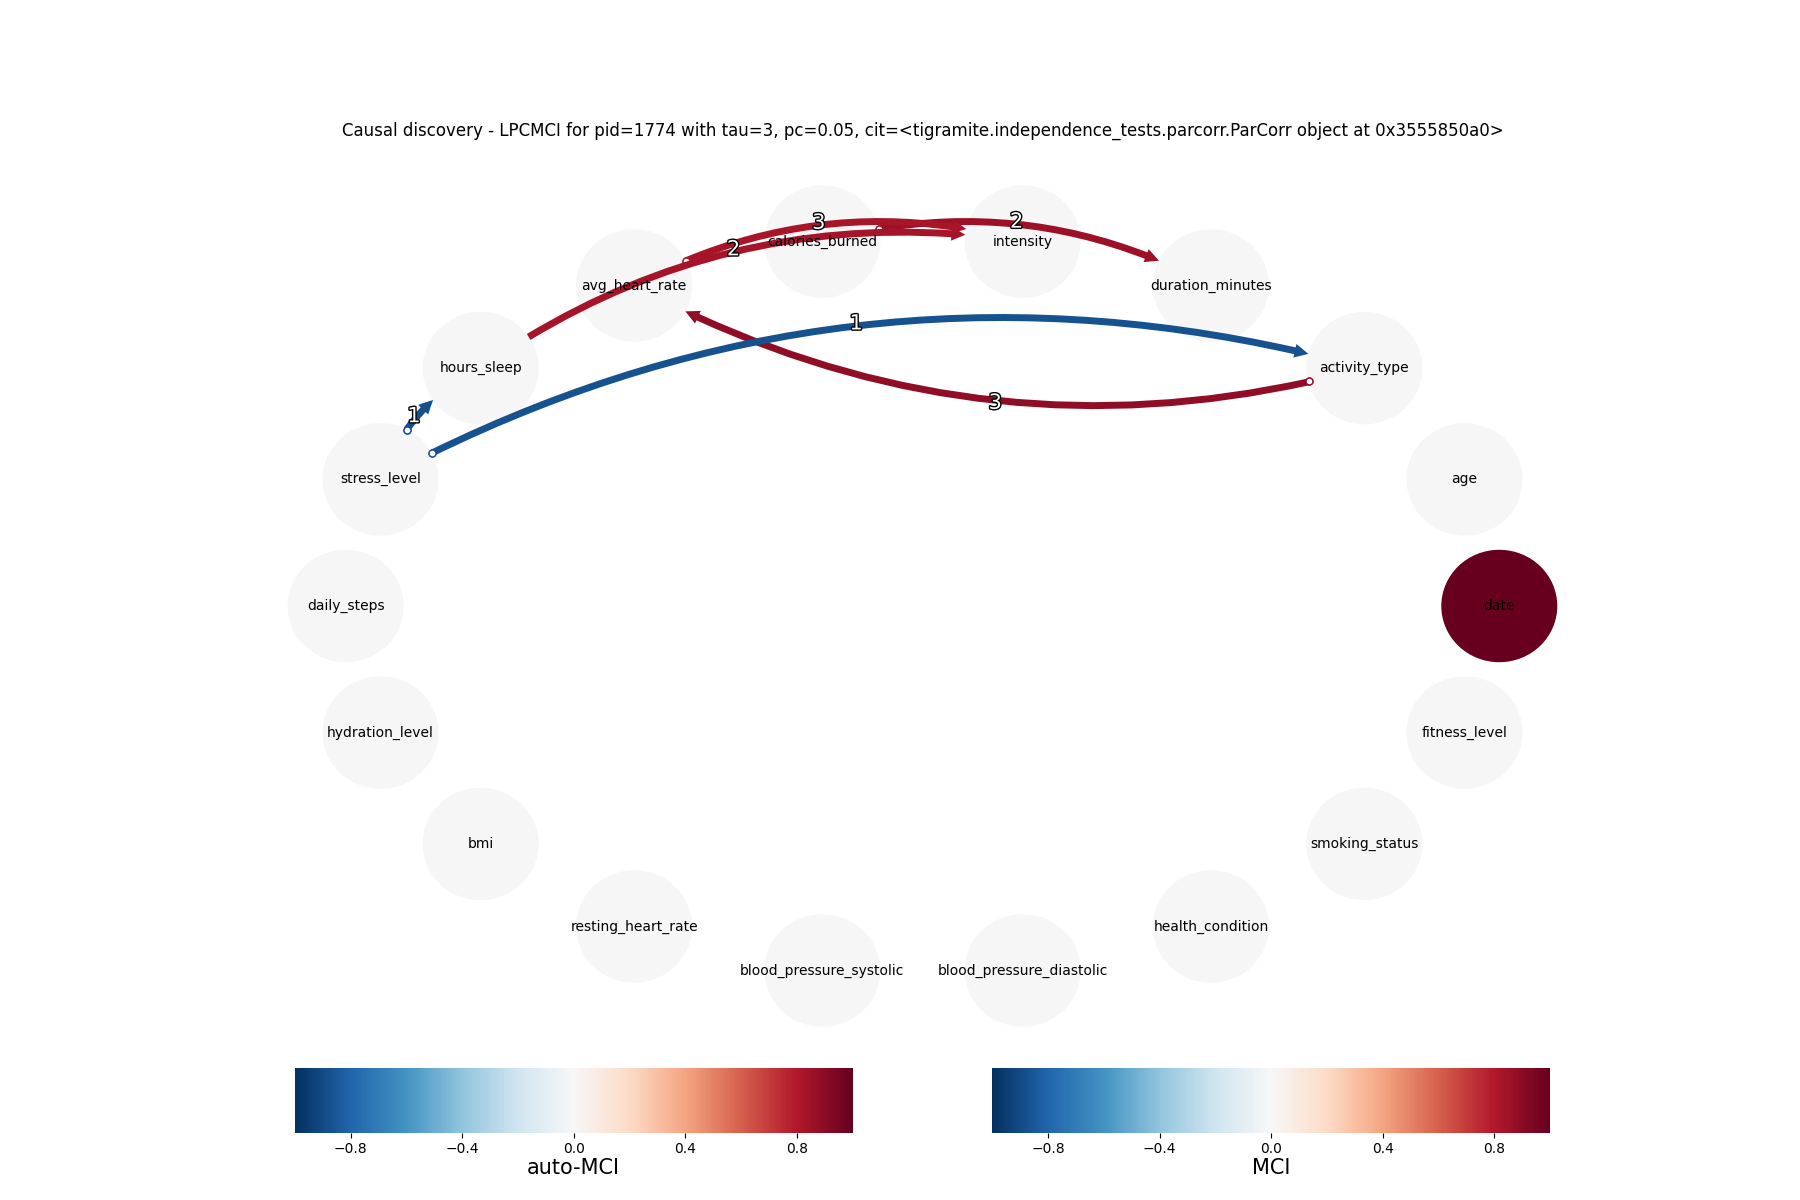 Causal discovery - LPCMCI for pid=1774 with tau=3, pc=0.05, cit=<tigramite.independence_tests.parcorr.ParCorr object at 0x3555850a0>
3
2
2
calories_burned
intensity
avg_heart_rate
duration_minutes
1
hours_sleep
activity_type
3
1
stress_level
age
daily_steps
date
hydration_level
fitness_level
bmi
smoking_status
resting_heart_rate
health_condition
blood_pressure_systolic
blood_pressure_diastolic
−0.8 −0.4 0.0 0.4 0.8
auto-MCI
−0.8 −0.4 0.0 0.4 0.8
MCI